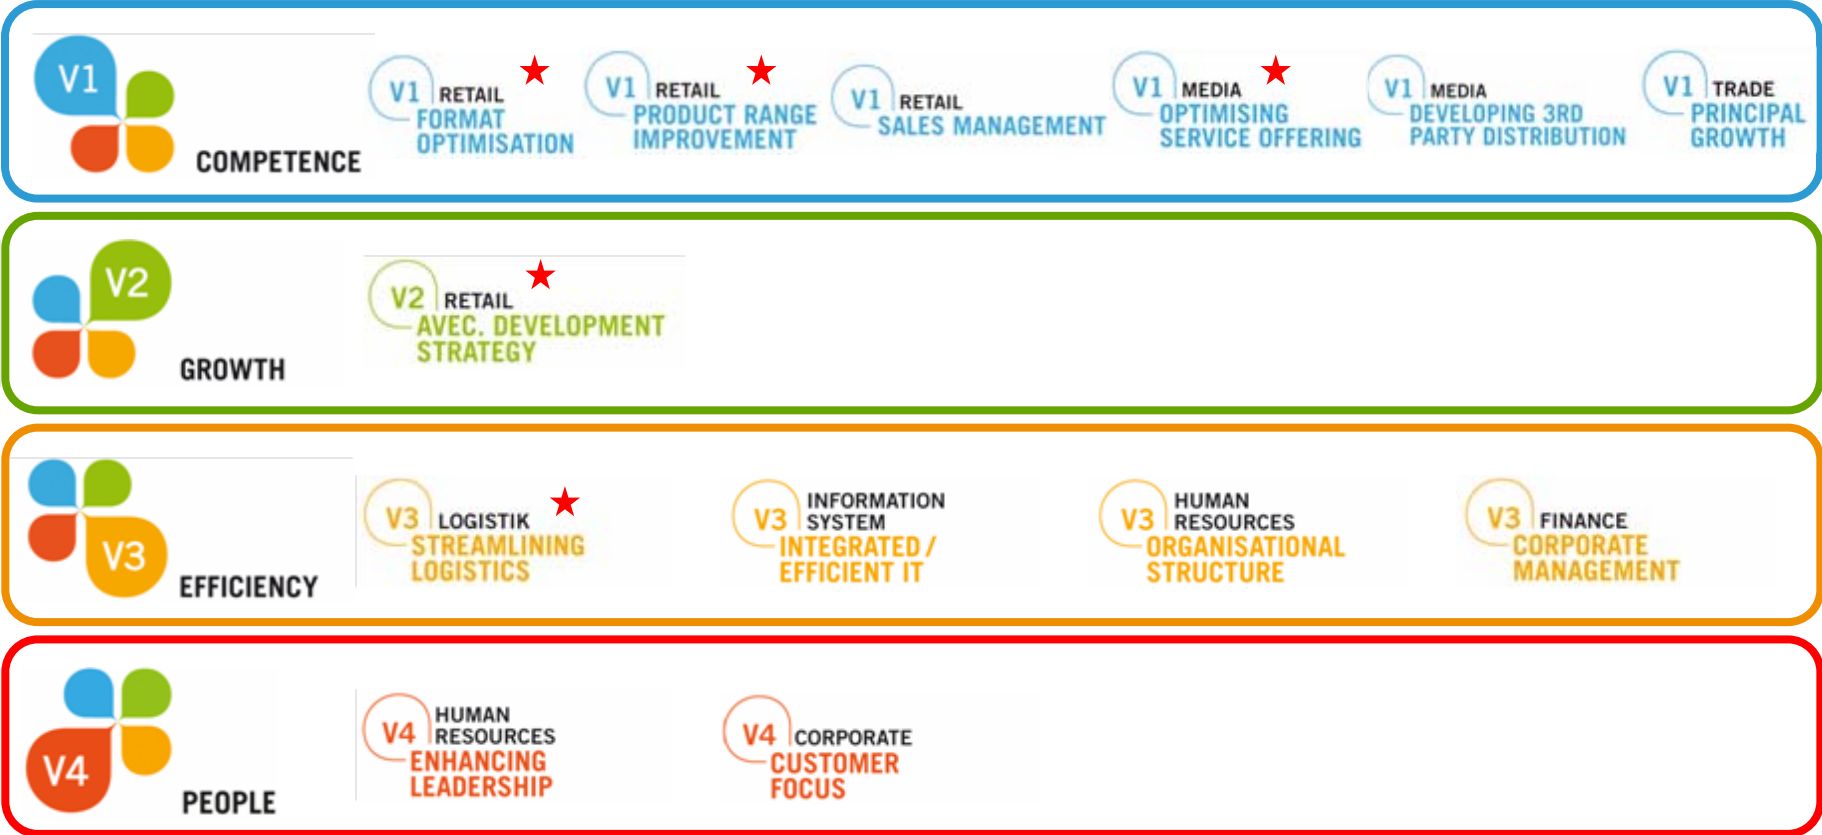 V1
COMPETENCE
V1 RETAIL
FORMAT
OPTIMISATION
V1 RETAIL
PRODUCT RANGE
IMPROVEMENT
V1 RETAIL
SALES MANAGEMENT
V1 MEDIA
OPTIMISING
SERVICE OFFERING
V1 MEDIA
DEVELOPING 3RD
PARTY DISTRIBUTION
V1 TRADE
PRINCIPAL
GROWTH
V2
GROWTH
V2 RETAIL
AVEC. DEVELOPMENT
STRATEGY
V3
EFFICIENCY
V3 LOGISTIK
STREAMLINING
LOGISTICS
INFORMATION
V3 SYSTEM
INTEGRATED /
EFFICIENT IT
HUMAN
V3 RESOURCES
ORGANISATIONAL
STRUCTURE
V3 FINANCE
CORPORATE
MANAGEMENT
V4
PEOPLE
HUMAN
V4 RESOURCES
ENHANCING
LEADERSHIP
V4 CORPORATE
CUSTOMER
FOCUS